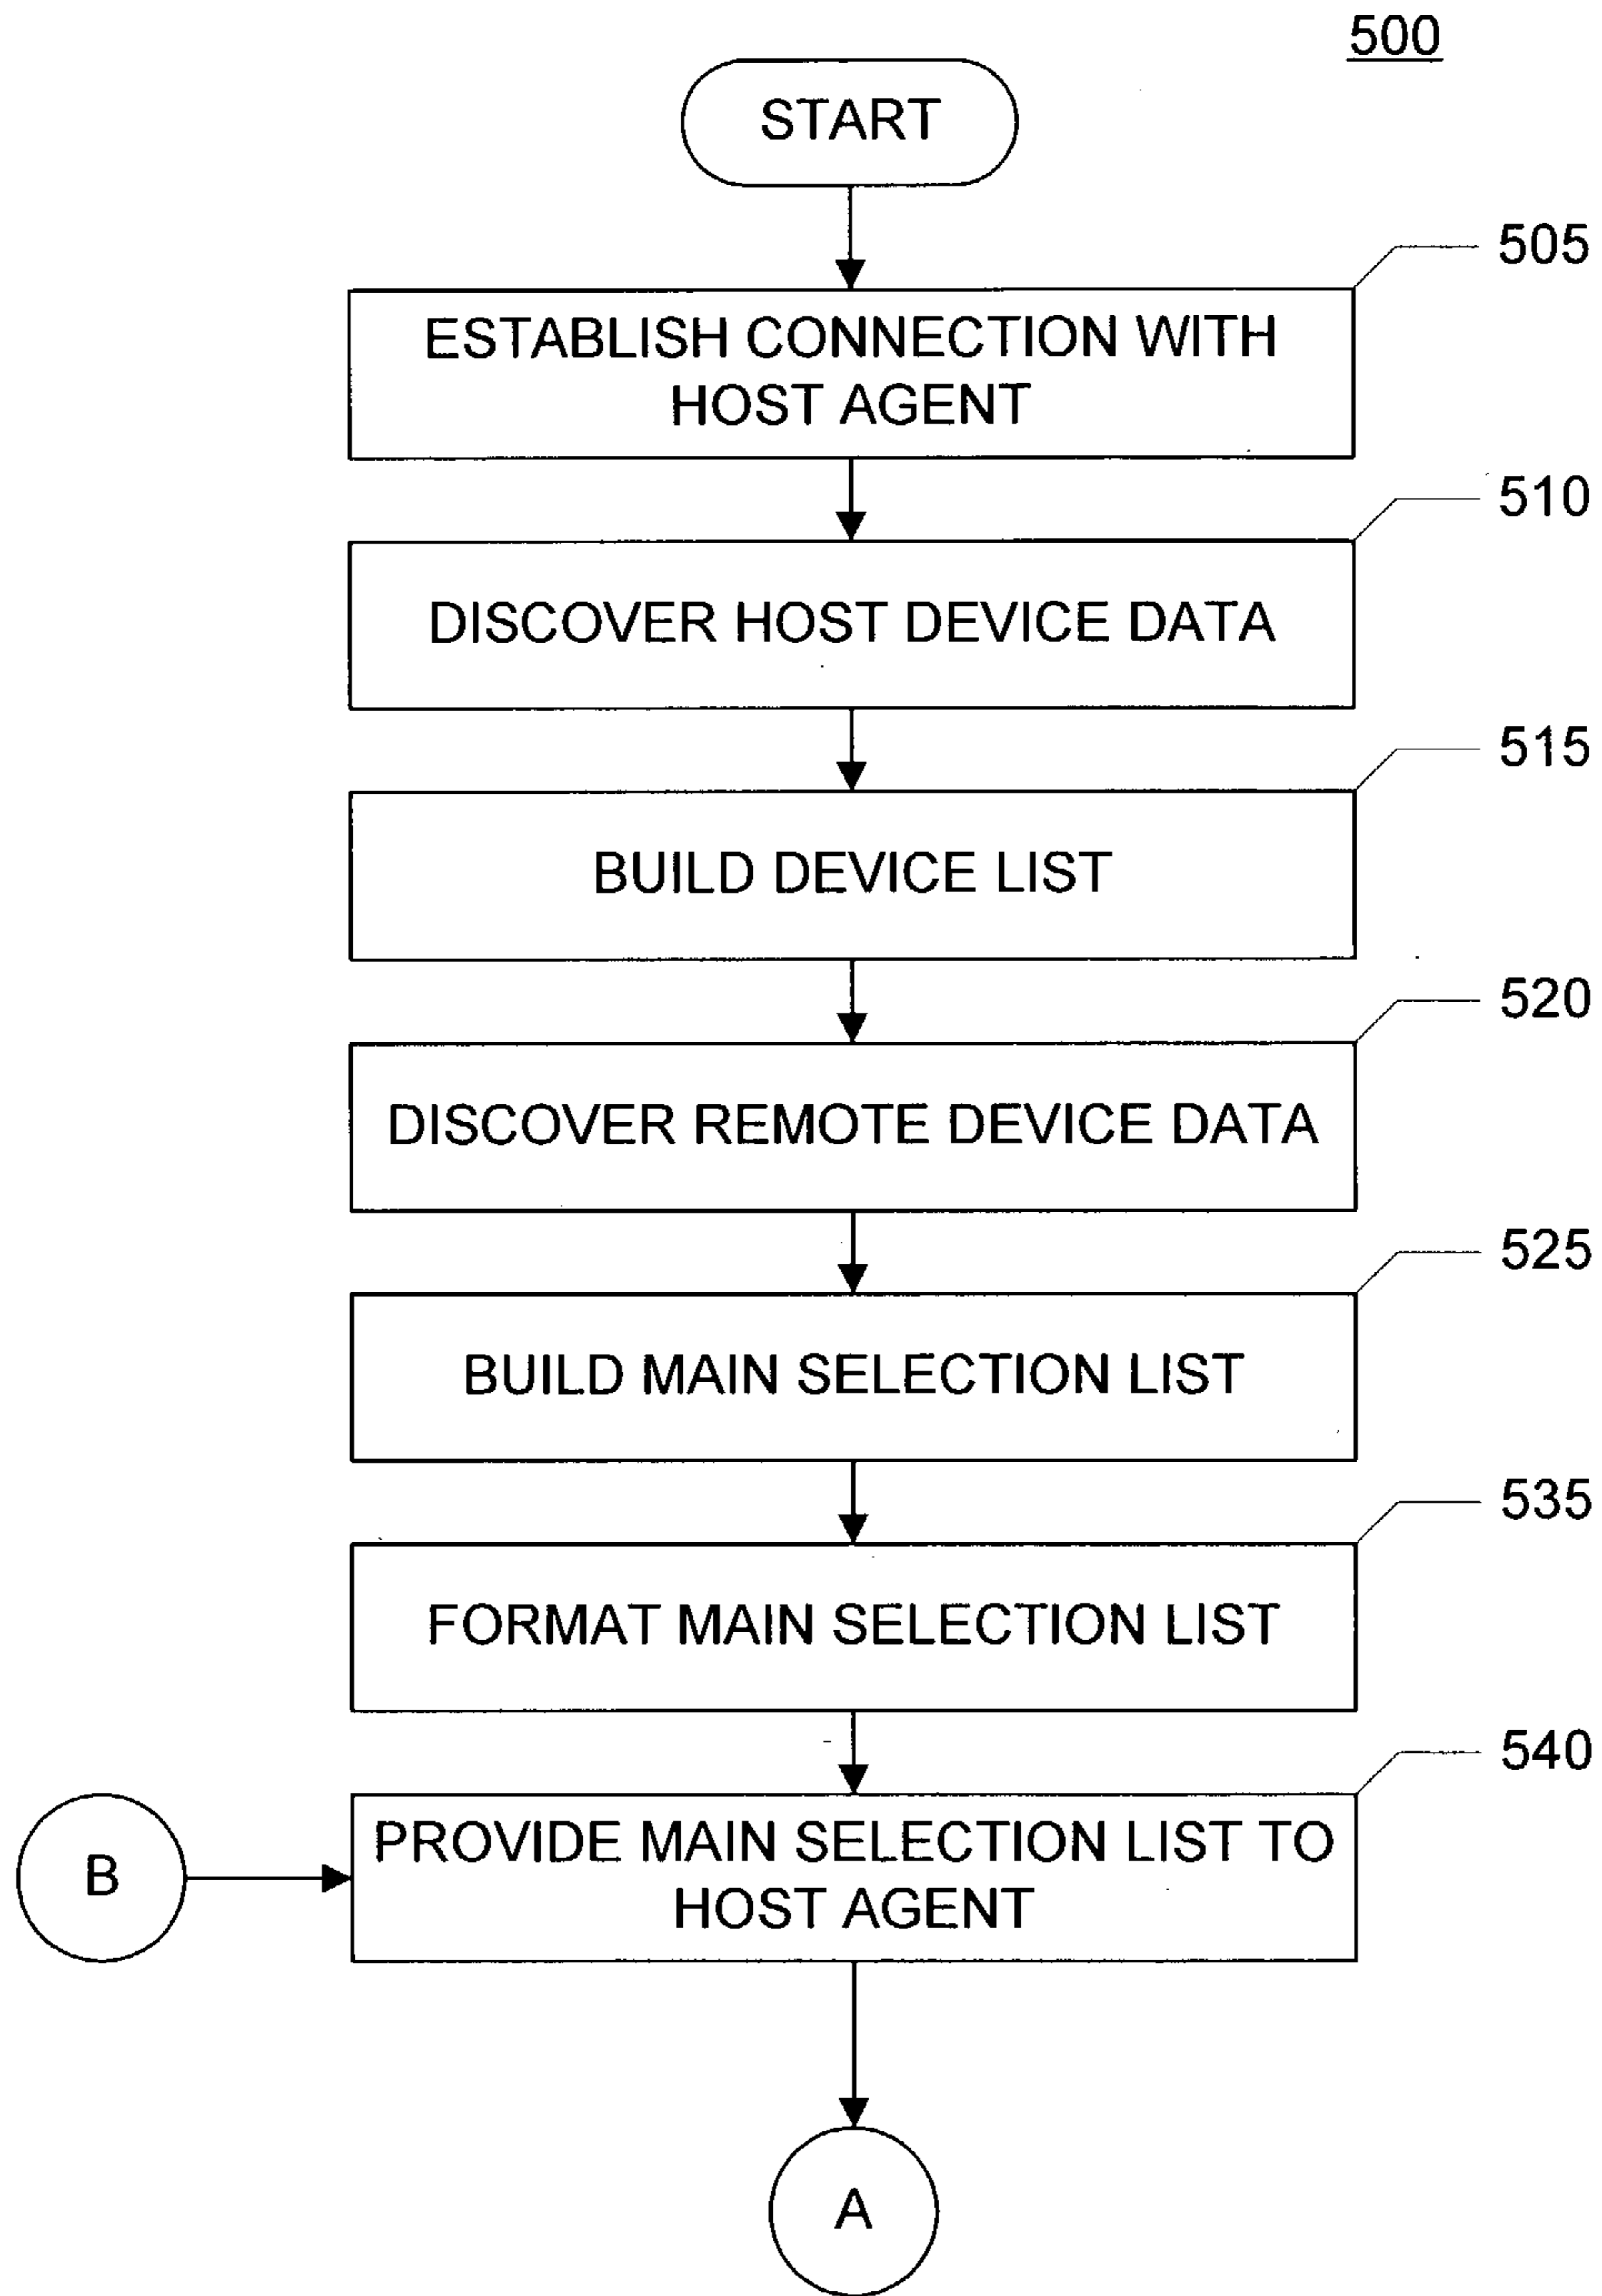 500
START
505
ESTABLISH CONNECTION WITH
HOST AGENT
510
DISCOVER HOST DEVICE DATA
515
BUILD DEVICE LIST
520
DISCOVER REMOTE DEVICE DATA
525
BUILD MAIN SELECTION LIST
535
FORMAT MAIN SELECTION LIST
540
PROVIDE MAIN SELECTION LIST TO
HOST AGENT
B
A